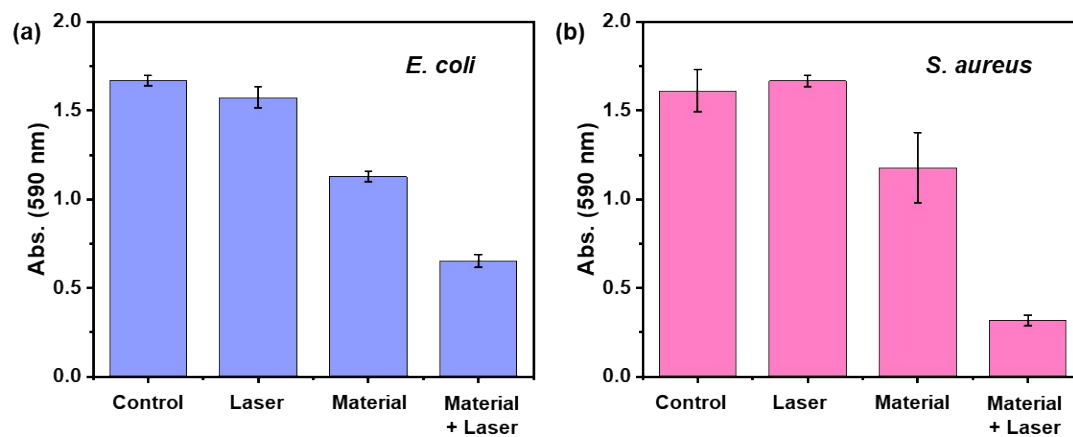 (a)
E. coli
Abs. (590 nm)
2.0
1.5
1.0
0.5
0.0
Control
Laser
Material
Material
+ Laser
(b)
S. aureus
Abs. (590 nm)
2.0
1.5
1.0
0.5
0.0
Control
Laser
Material
Material
+ Laser